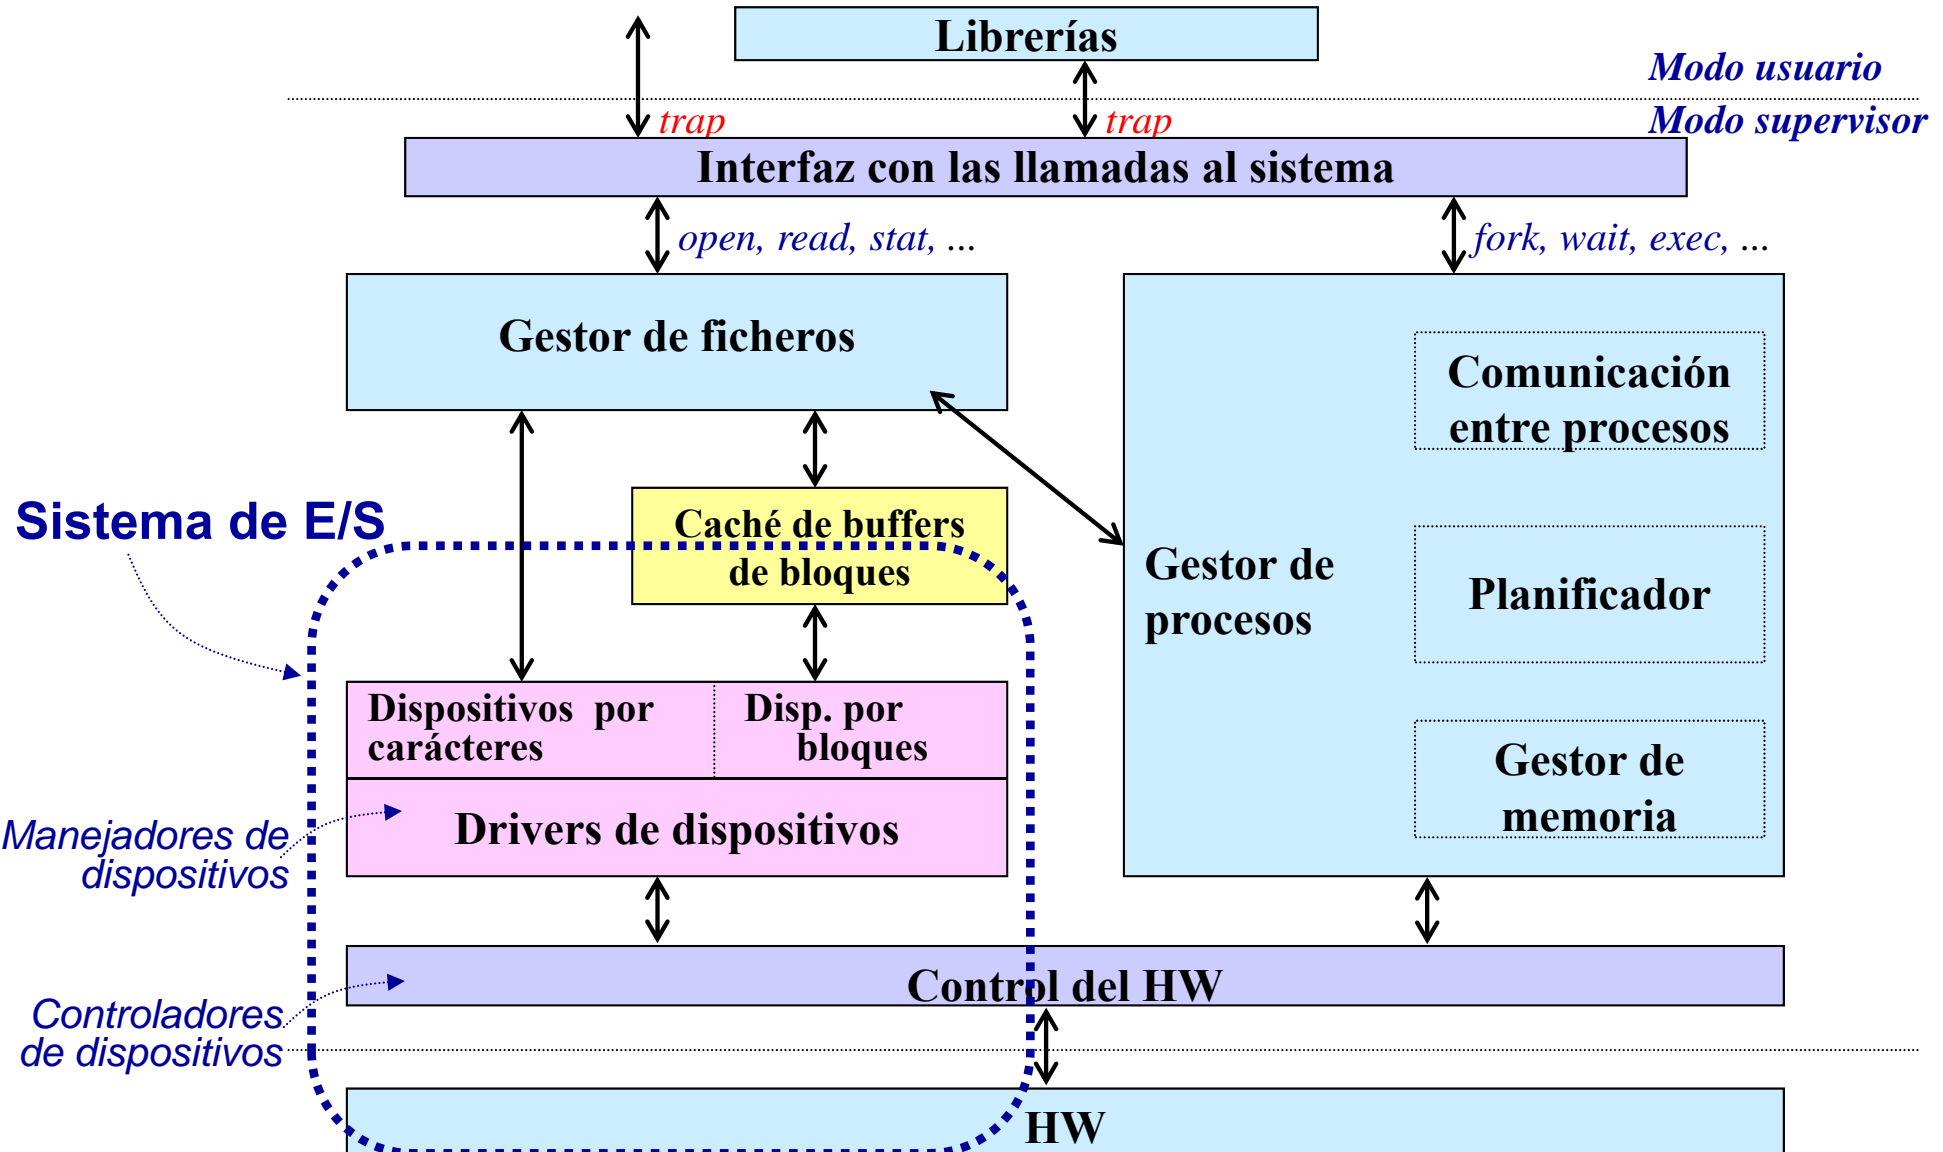 Librerías
Modo usuario
trap
trap
Modo supervisor
Interfaz con las llamadas al sistema
open, read, stat, ...
fork, wait, exec, ...
Gestor de ficheros
Comunicación
entre procesos
Sistema de E/S
Caché de buffers
de bloques
Gestor de
procesos
Planificador
Dispositivos por
carácteres
Disp. por
bloques
Gestor de
memoria
Manejadores de
dispositivos
Drivers de dispositivos
Control del HW
Controladores
de dispositivos
HW